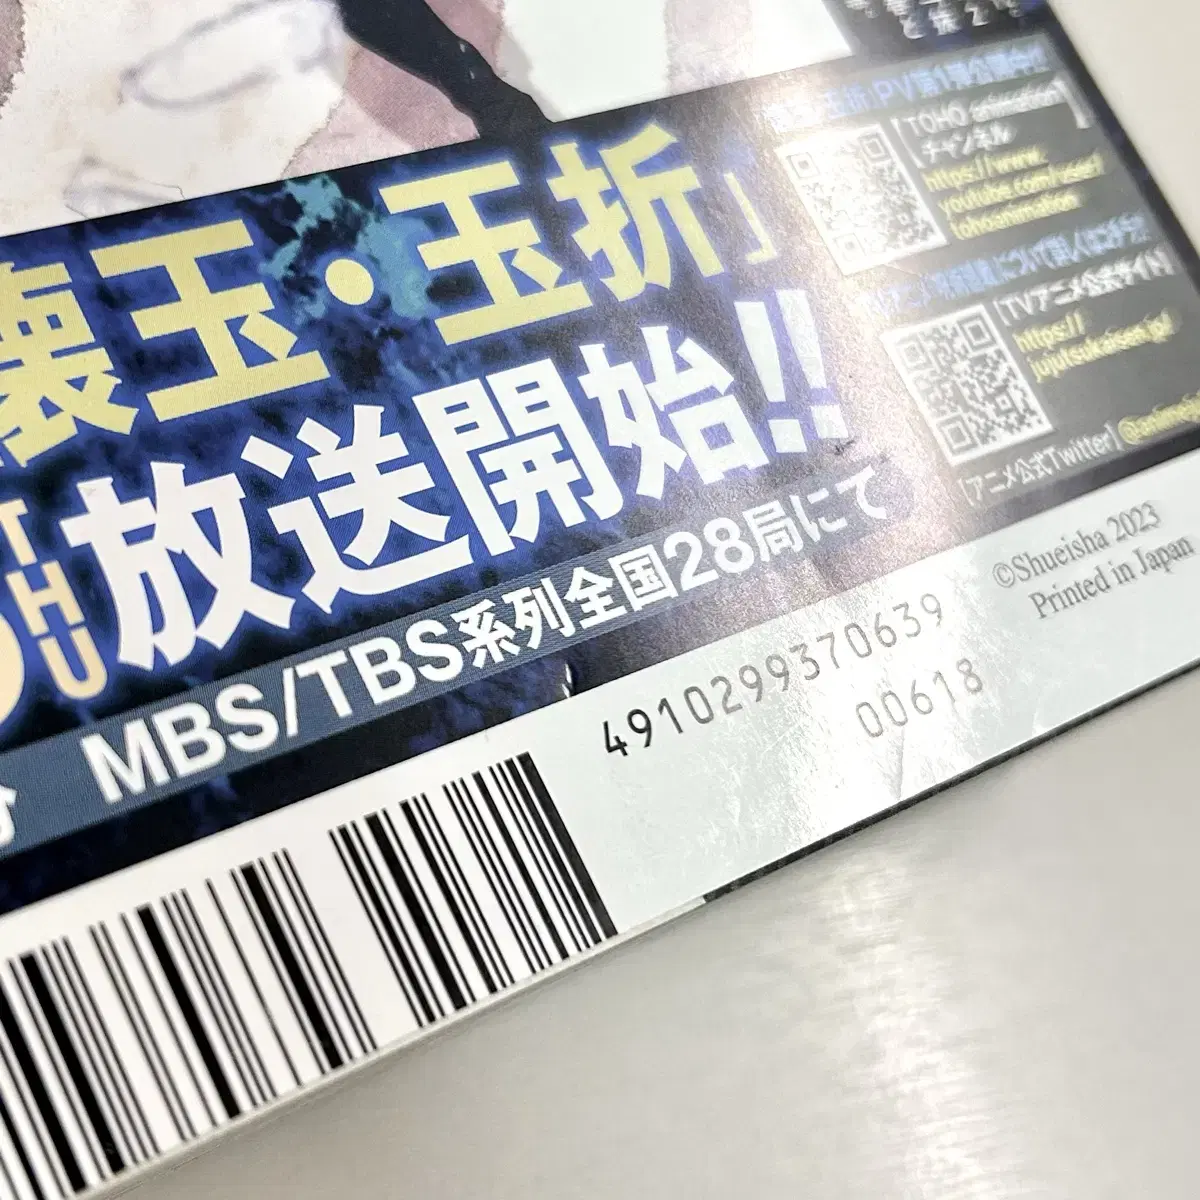 懐玉・玉折」
放送開始!!
MBS/TBS系列全国28局にて
PV第1弾公開中!!
[TOHO animation
チャンネル]
https://www.
youtube.com/user/
tohoanimation
[TVアニメ公式サイト]
https://
jujutsukaisen.jp/
[アニメ公式Twitter]
©Shueisha 2023
Printed in Japan
4910299370639
00618